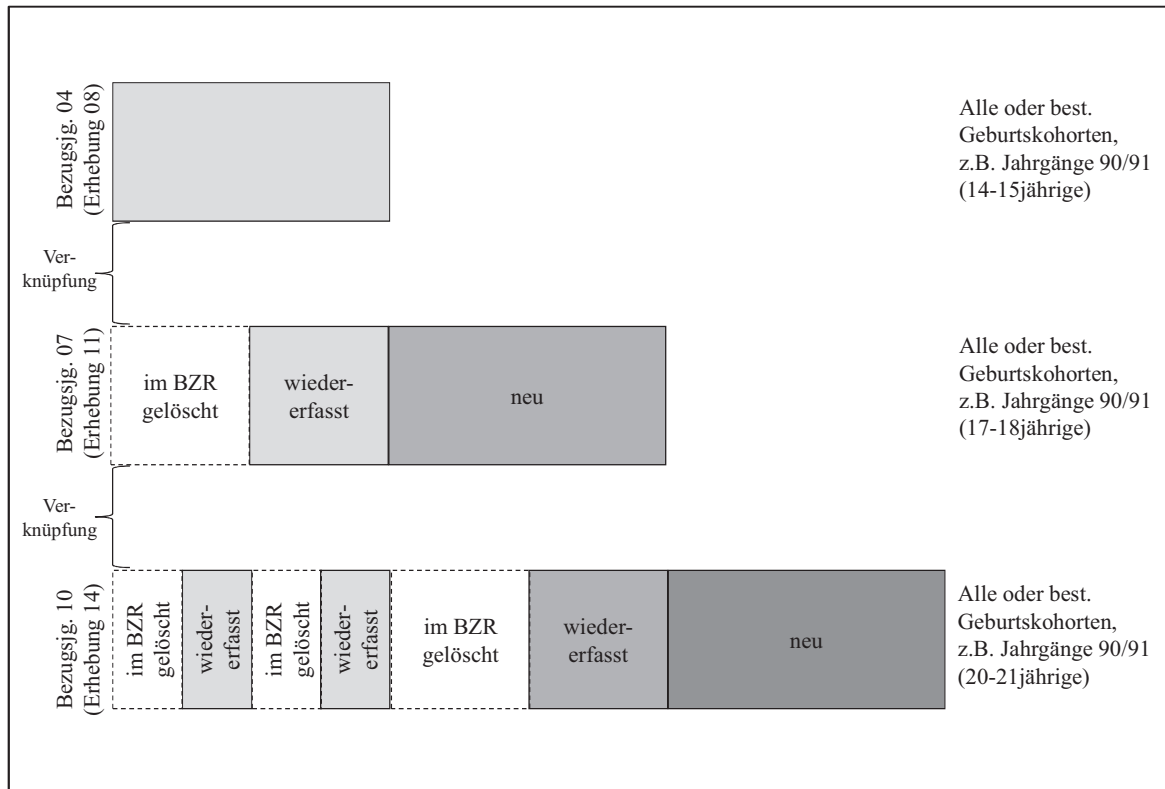 Bezugsjg. 04
(Erhebung 08)
Alle oder best.
Geburtskohorten,
z.B. Jahrgänge 90/91
(14-15jährige)
Ver-
knüpfung
Bezugsjg. 07
(Erhebung 11)
im BZR
gelöscht
wieder-
erfasst
neu
Alle oder best.
Geburtskohorten,
z.B. Jahrgänge 90/91
(17-18jährige)
Ver-
knüpfung
Bezugsjg. 10
(Erhebung 14)
im BZR
gelöscht
wieder-
erfasst
im BZR
gelöscht
wieder-
erfasst
im BZR
gelöscht
wieder-
erfasst
neu
Alle oder best.
Geburtskohorten,
z.B. Jahrgänge 90/91
(20-21jährige)